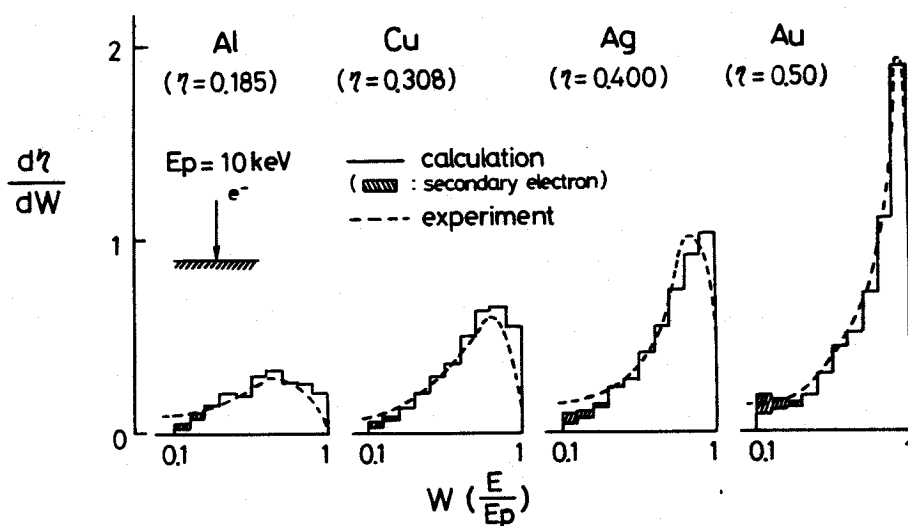 2
Al Cu Ag Au
(η=0.185) (η=0.308) (η=0.400) (η=0.50)
Ep = 10 keV
e⁻
calculation
( : secondary electron)
experiment
dη
dW
1
0
0.1 1 0.1 1 0.1 1 0.1 1
W (E/Ep)